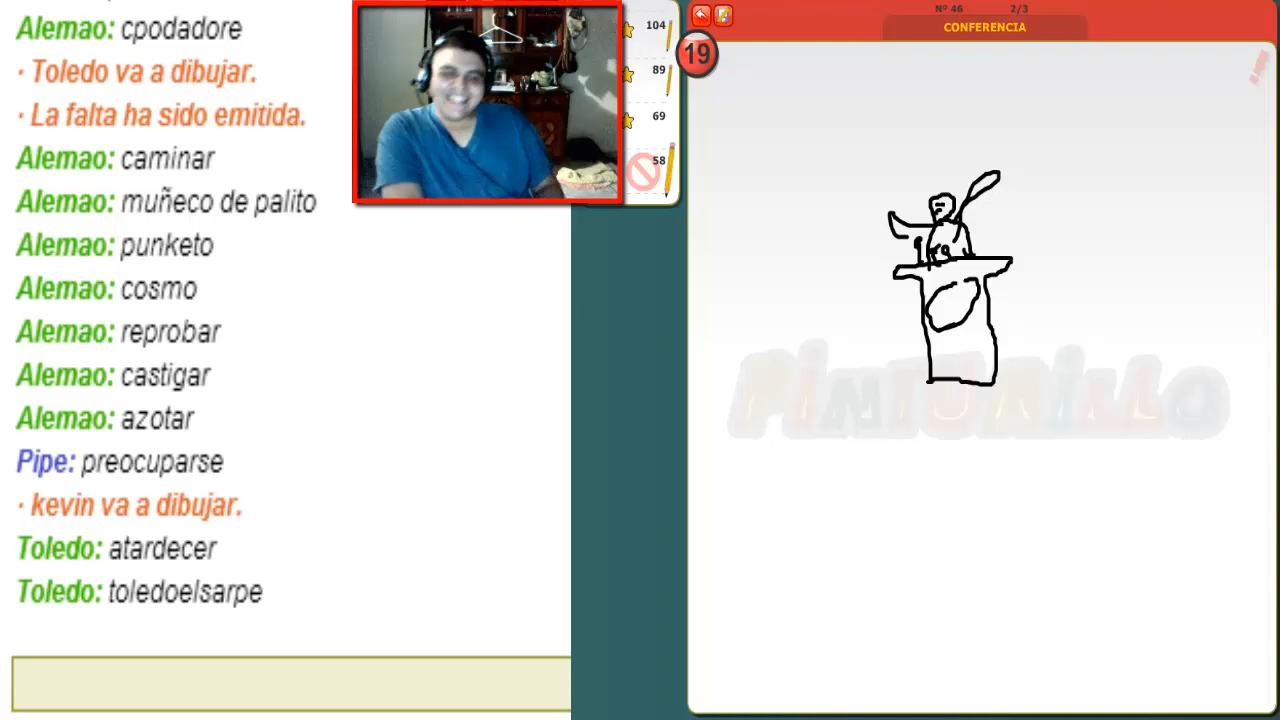 Alemao: cpodadore
· Toledo va a dibujar.
· La falta ha sido emitida.
Alemao: caminar
Alemao: muñeco de palito
Alemao: punketo
Alemao: cosmo
Alemao: reprobar
Alemao: castigar
Alemao: azotar
Pipe: preocuparse
· kevin va a dibujar.
Toledo: atardecer
Toledo: toledoelsarpe
104
89
69
58
Nº 46 2/3
CONFERENCIA
19
PINTURILLO